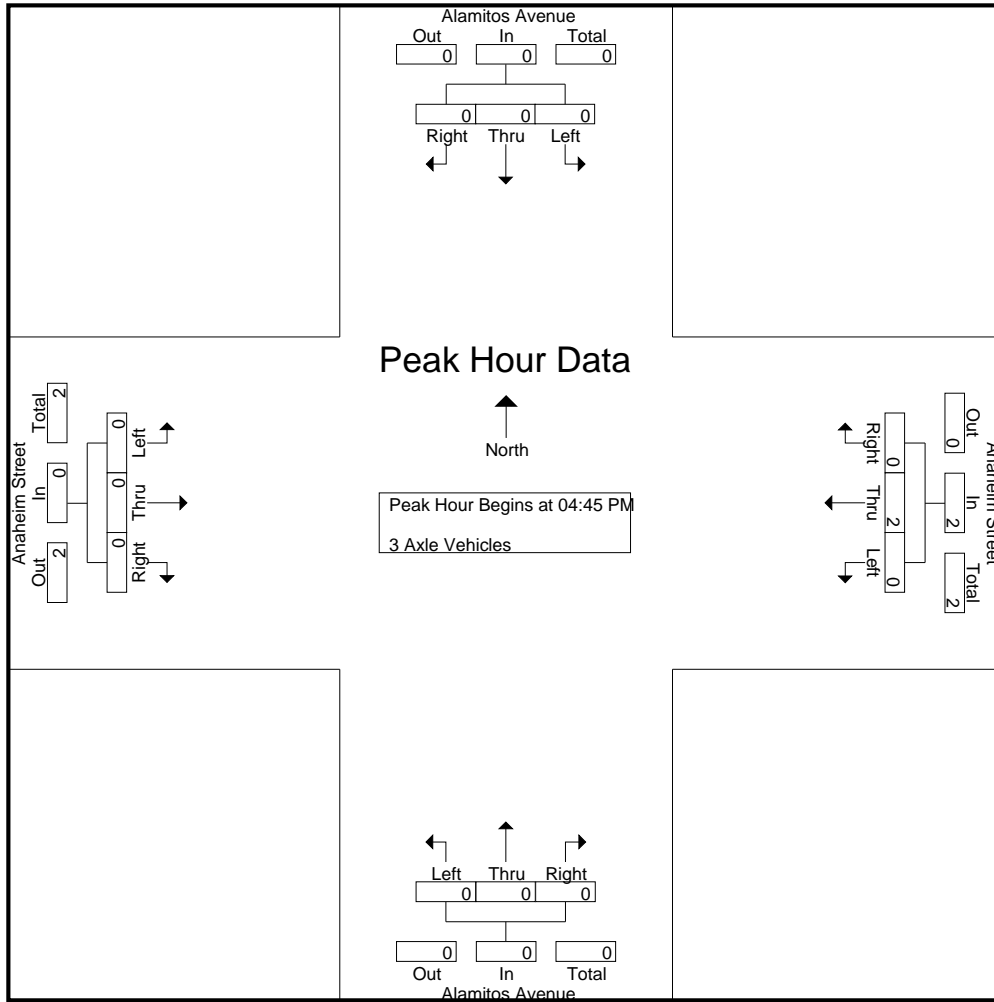 Alamitos Avenue
Out In Total
0 0 0
0 0 0
Right Thru Left
Peak Hour Data
North
Peak Hour Begins at 04:45 PM
3 Axle Vehicles
Anaheim Street
Out In Total
2 0 2
0 0 0
Right Thru Left
Anaheim Street
Out In Total
0 2 2
0 2 0
Right Thru Left
Left Thru Right
0 0 0
0 0 0
Out In Total
Alamitos Avenue